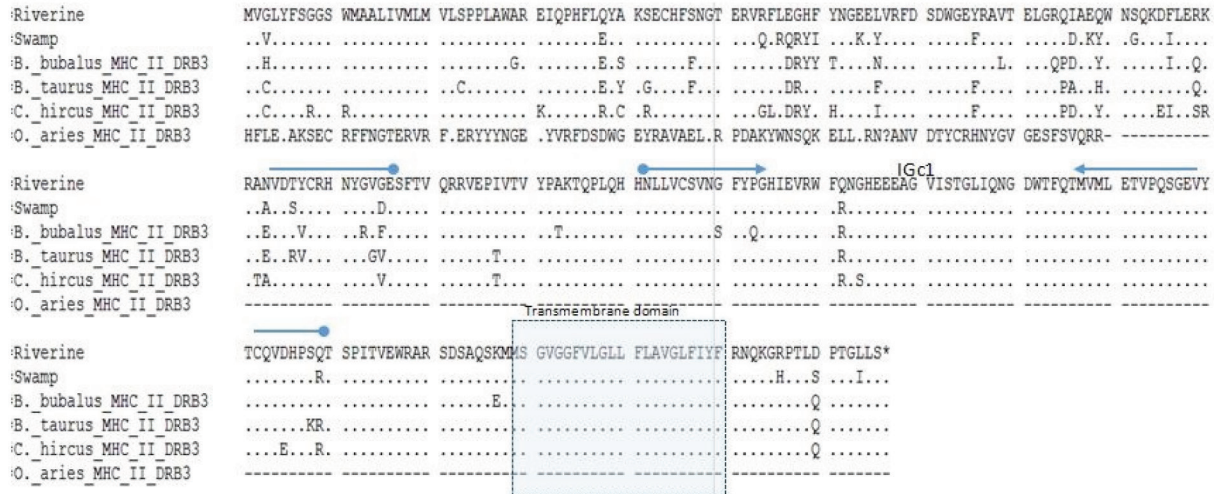 Riverine MVGLYFSGGS WMAALIVMLM VLSPPLAWAR EIQPHFLQYA KSECHFSNGT ERVRFLEGHF YNGEELVRFD SDWGEYRAVT ELGRQIAEQW NSQKDFLERK
Swamp ..V....... .......... .......... ......E... .......... ...Q.RQRYI ...K.Y.... .....F.... .....D.KY. .G...I....
B._bubalus_MHC_II_DRB3 ..H....... .......... .......G.. ......E.S .....F.... ......DRYY T....N.... ........L. ...QPD..Y. .....I..Q.
B._taurus_MHC_II_DRB3 ..C....... .......... ..C....... ......E.Y .G...F.... ......DR.. .....F.... .....F.... ....PA..H. ........Q.
C._hircus_MHC_II_DRB3 ..C...R.. R......... .......... K.....R.C .R........ ...GL.DRY. H....I.... .....F.... ....PD..Y. ....EI..SR
O._aries_MHC_II_DRB3 HFLE.AKSEC RFFNGTERVR F.ERYYYNGE .YVRFDSDWG EYRAVAEL.R PDAKYWNSQK ELL.RN?ANV DTYCRHNYGV GESFSVQRR- ----------
IGc1
Riverine RANVDTYCRH NYGVGESFTV QRRVEPIVTV YPAKTQPLQH HNLLVCSVNG FYPGHIEVRW FQNGHEEEAG VISTGLIQNG DWTFQTMVML ETVPQSGEVY
Swamp ..A..S.... ....D..... .......... .......... .......... .......... .R........ .......... .......... ..........
B._bubalus_MHC_II_DRB3 ..E...V... ..R.F..... .......... ...T...... .........S ..Q....... .R........ .......... .......... ..........
B._taurus_MHC_II_DRB3 ..E..RV... ...GV..... ......T... .......... .......... .......... .R........ .......... .......... ..........
C._hircus_MHC_II_DRB3 .TA....... ....V..... ......T... .......... .......... .......... .R.S...... .......... .......... ..........
O._aries_MHC_II_DRB3 ---------- ---------- ---------- ---------- ---------- ---------- ---------- ---------- ---------- ----------
Transmembrane domain
Riverine TCQVDHPSQT SPITVEWRAR SDSAQSKMMS GVGGFVLGLL FLAVGLFIYF RNQKGRPTLD PTGLLS*
Swamp ........R. .......... .......... .......... .......... .....H...S ...I...
B._bubalus_MHC_II_DRB3 .......... .......... .......E.. .......... .......... .........Q .......
B._taurus_MHC_II_DRB3 .......KR. .......... .......... .......... .......... .........Q .......
C._hircus_MHC_II_DRB3 ....E...R. .......... .......... .......... .......... .........Q .......
O._aries_MHC_II_DRB3 ---------- ---------- ---------- ---------- ---------- ---------- -------